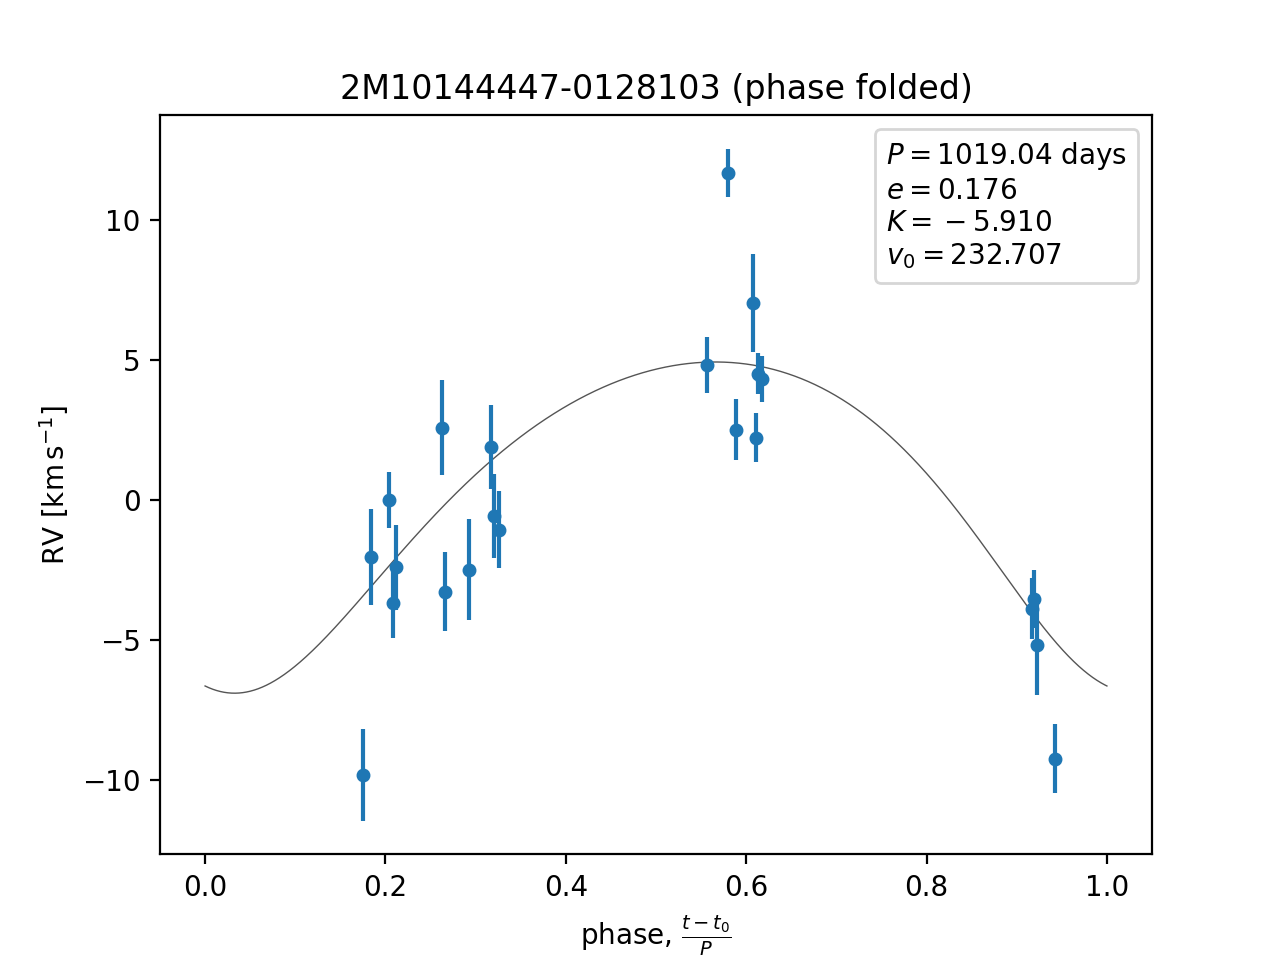 2M10144447-0128103 (phase folded)
P = 1019.04 days
e = 0.176
K = −5.910
v₀ = 232.707
RV [km s⁻¹]
10
5
0
−5
−10
0.0 0.2 0.4 0.6 0.8 1.0
phase, (t − t₀)/P